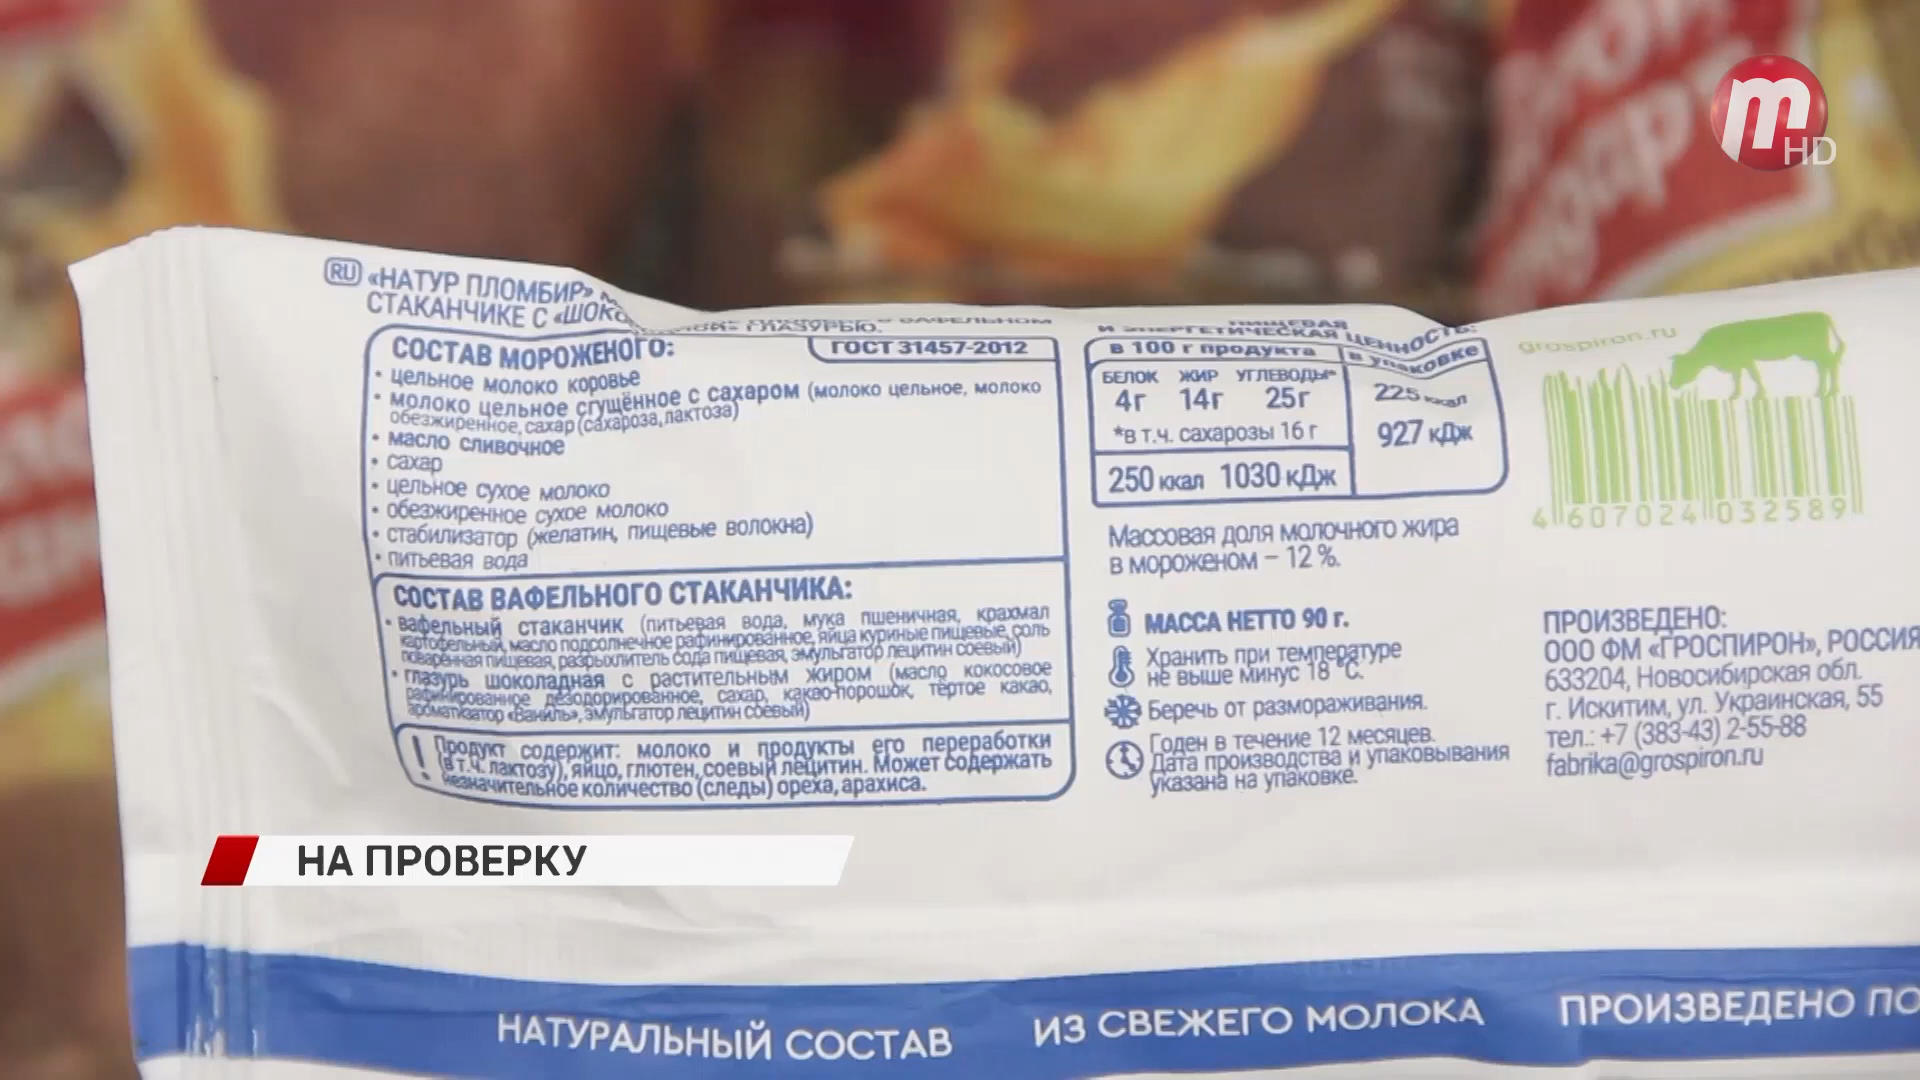 m HD
RU «НАТУР ПЛОМБИР»
СТАКАНЧИКЕ С «ШОКО
ГЛАЗУРЬЮ.
ГОСТ 31457-2012
СОСТАВ МОРОЖЕНОГО:
• цельное молоко коровье
• молоко цельное сгущённое с сахаром (молоко цельное, молоко
обезжиренное, сахар (сахароза, лактоза)
• масло сливочное
• сахар
• цельное сухое молоко
• обезжиренное сухое молоко
• стабилизатор (желатин, пищевые волокна)
• питьевая вода
СОСТАВ ВАФЕЛЬНОГО СТАКАНЧИКА:
• вафельный стаканчик (питьевая вода, мука пшеничная, крахмал
картофельный, масло подсолнечное рафинированное, яйца куриные пищевые, соль
поваренная пищевая, разрыхлитель сода пищевая, эмульгатор лецитин соевый)
• глазурь шоколадная с растительным жиром (масло кокосовое
рафинированное дезодорированное, сахар, какао-порошок, тёртое какао,
ароматизатор «Ваниль», эмульгатор лецитин соевый)
! Продукт содержит: молоко и продукты его переработки
(в т.ч. лактозу), яйцо, глютен, соевый лецитин. Может содержать
незначительное количество (следы) ореха, арахиса.
ПИЩЕВАЯ
И ЭНЕРГЕТИЧЕСКАЯ ЦЕННОСТЬ:
в 100 г продукта
в упаковке
БЕЛОК ЖИР УГЛЕВОДЫ*
4г 14г 25г
*в т.ч. сахарозы 16 г
250 ккал 1030 кДж
225 ккал
927 кДж
Массовая доля молочного жира
в мороженом – 12 %.
МАССА НЕТТО 90 г.
Хранить при температуре
не выше минус 18 °С.
Беречь от размораживания.
Годен в течение 12 месяцев.
Дата производства и упаковывания
указана на упаковке.
grospiron.ru
4 607024 032589
ПРОИЗВЕДЕНО:
ООО ФМ «ГРОСПИРОН», РОССИЯ
633204, Новосибирская обл.
г. Искитим, ул. Украинская, 55
тел.: +7 (383-43) 2-55-88
fabrika@grospiron.ru
НА ПРОВЕРКУ
НАТУРАЛЬНЫЙ СОСТАВ ИЗ СВЕЖЕГО МОЛОКА ПРОИЗВЕДЕНО ПО